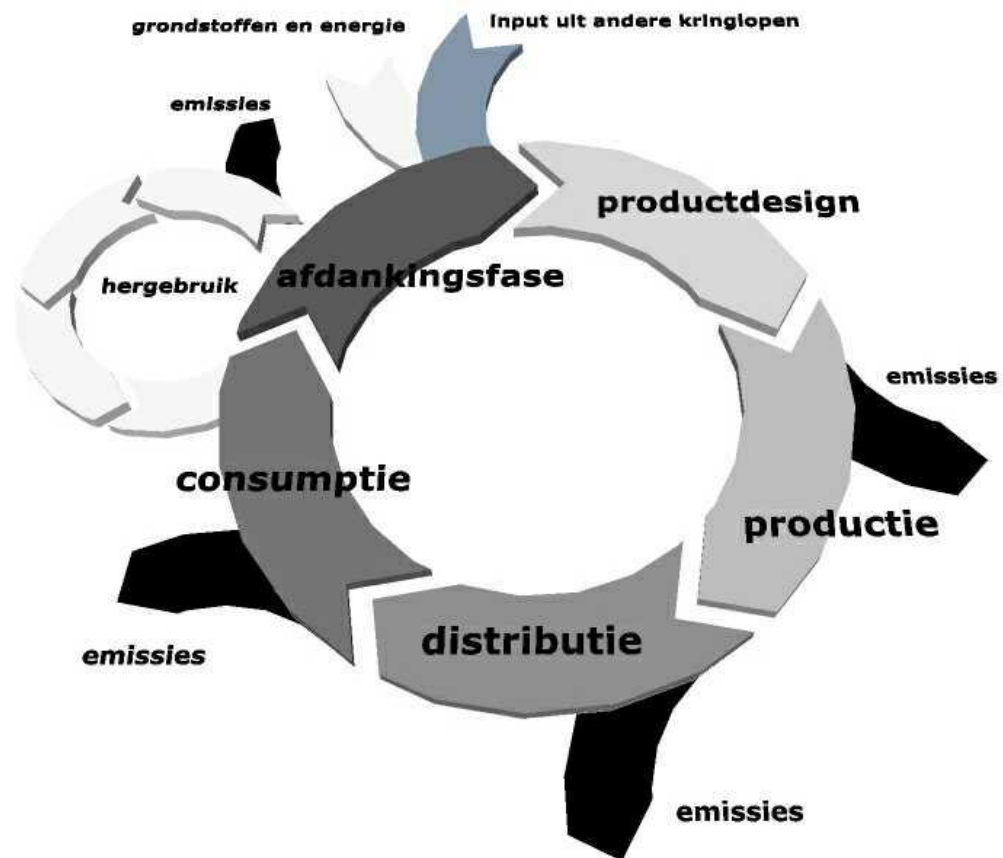 grondstoffen en energie
input uit andere kringlopen
emissies
productdesign
hergebruik
afdankingsfase
emissies
consumptie
productie
distributie
emissies
emissies